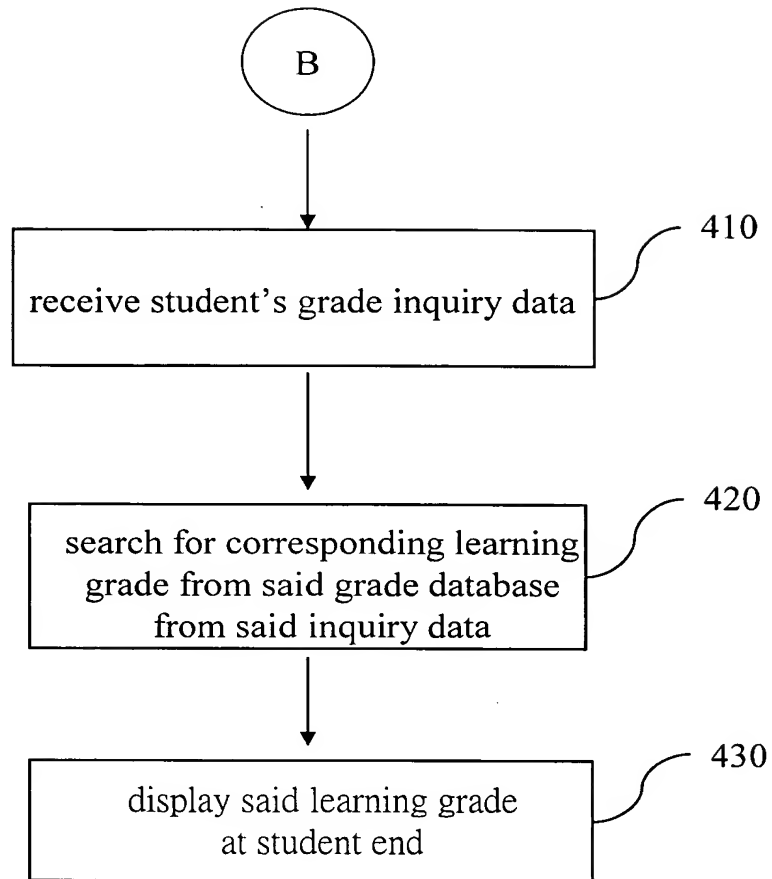 B
410
receive student’s grade inquiry data
420
search for corresponding learning
grade from said grade database
from said inquiry data
430
display said learning grade
at student end